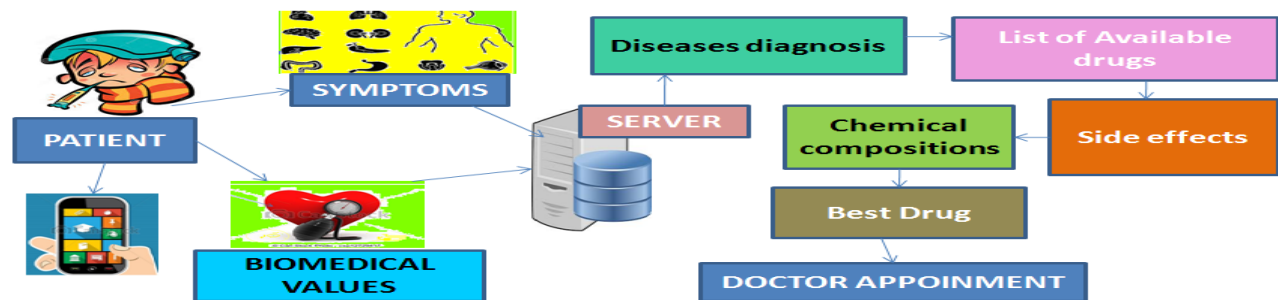 PATIENT
SYMPTOMS
BIOMEDICAL
VALUES
SERVER
Diseases diagnosis
List of Available
drugs
Side effects
Chemical
compositions
Best Drug
DOCTOR APPOINMENT